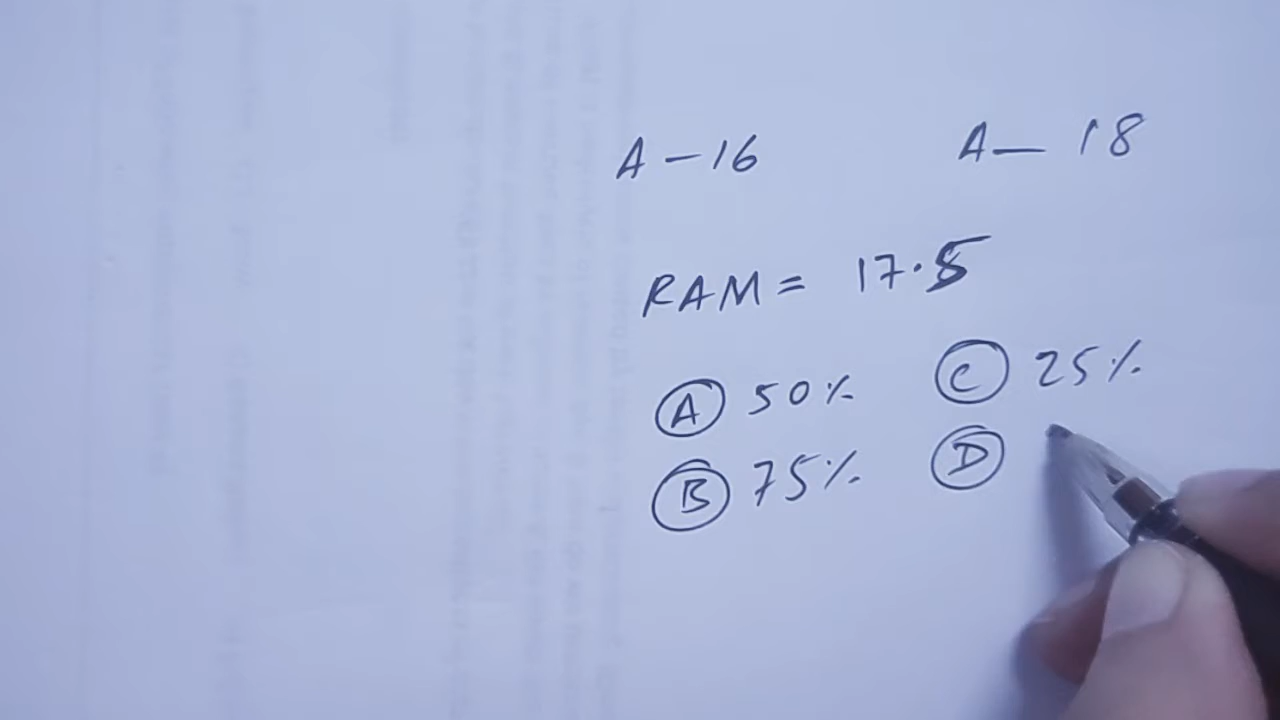 A - 16 A - 18
RAM = 17.5
Ⓐ 50% Ⓒ 25%
Ⓑ 75% Ⓓ